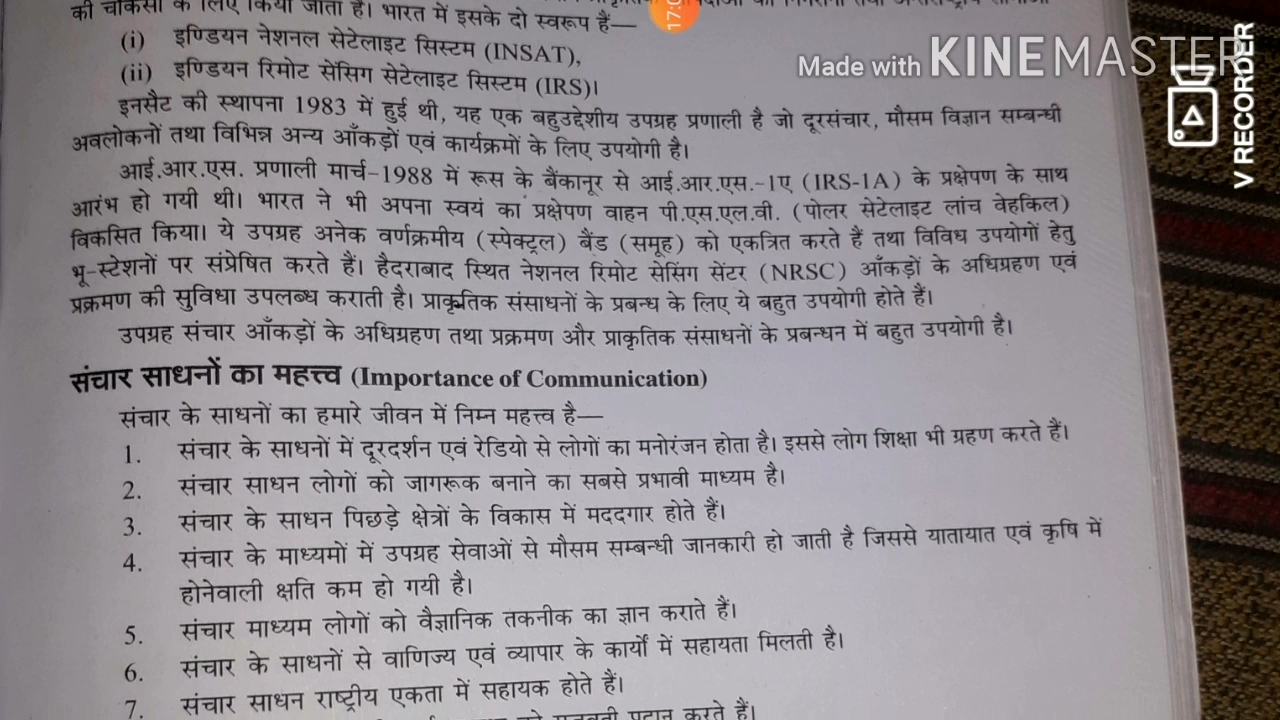 की चौकसी के लिए किया जाता है। भारत में इसके दो स्वरूप हैं—
17:0
(i) इण्डियन नेशनल सेटेलाइट सिस्टम (INSAT),
(ii) इण्डियन रिमोट सेंसिग सेटेलाइट सिस्टम (IRS)।
Made with KINEMASTER
V RECORDER
इनसैट की स्थापना 1983 में हुई थी, यह एक बहुउद्देशीय उपग्रह प्रणाली है जो दूरसंचार, मौसम विज्ञान सम्बन्धी
अवलोकनों तथा विभिन्न अन्य आँकड़ों एवं कार्यक्रमों के लिए उपयोगी है।
आई.आर.एस. प्रणाली मार्च-1988 में रूस के बैंकानूर से आई.आर.एस.-1ए (IRS-1A) के प्रक्षेपण के साथ
आरंभ हो गयी थी। भारत ने भी अपना स्वयं का प्रक्षेपण वाहन पी.एस.एल.वी. (पोलर सेटेलाइट लांच वेहकिल)
विकसित किया। ये उपग्रह अनेक वर्णक्रमीय (स्पेक्ट्रल) बैंड (समूह) को एकत्रित करते हैं तथा विविध उपयोगों हेतु
भू-स्टेशनों पर संप्रेषित करते हैं। हैदराबाद स्थित नेशनल रिमोट सेसिंग सेंटर (NRSC) आँकड़ों के अधिग्रहण एवं
प्रक्रमण की सुविधा उपलब्ध कराती है। प्राकृतिक संसाधनों के प्रबन्ध के लिए ये बहुत उपयोगी होते हैं।
उपग्रह संचार आँकड़ों के अधिग्रहण तथा प्रक्रमण और प्राकृतिक संसाधनों के प्रबन्धन में बहुत उपयोगी है।
संचार साधनों का महत्त्व (Importance of Communication)
संचार के साधनों का हमारे जीवन में निम्न महत्त्व है—
1. संचार के साधनों में दूरदर्शन एवं रेडियो से लोगों का मनोरंजन होता है। इससे लोग शिक्षा भी ग्रहण करते हैं।
2. संचार साधन लोगों को जागरूक बनाने का सबसे प्रभावी माध्यम है।
3. संचार के साधन पिछड़े क्षेत्रों के विकास में मददगार होते हैं।
4. संचार के माध्यमों में उपग्रह सेवाओं से मौसम सम्बन्धी जानकारी हो जाती है जिससे यातायात एवं कृषि में
होनेवाली क्षति कम हो गयी है।
5. संचार माध्यम लोगों को वैज्ञानिक तकनीक का ज्ञान कराते हैं।
6. संचार के साधनों से वाणिज्य एवं व्यापार के कार्यों में सहायता मिलती है।
7. संचार साधन राष्ट्रीय एकता में सहायक होते हैं।
प्रदान करते हैं।